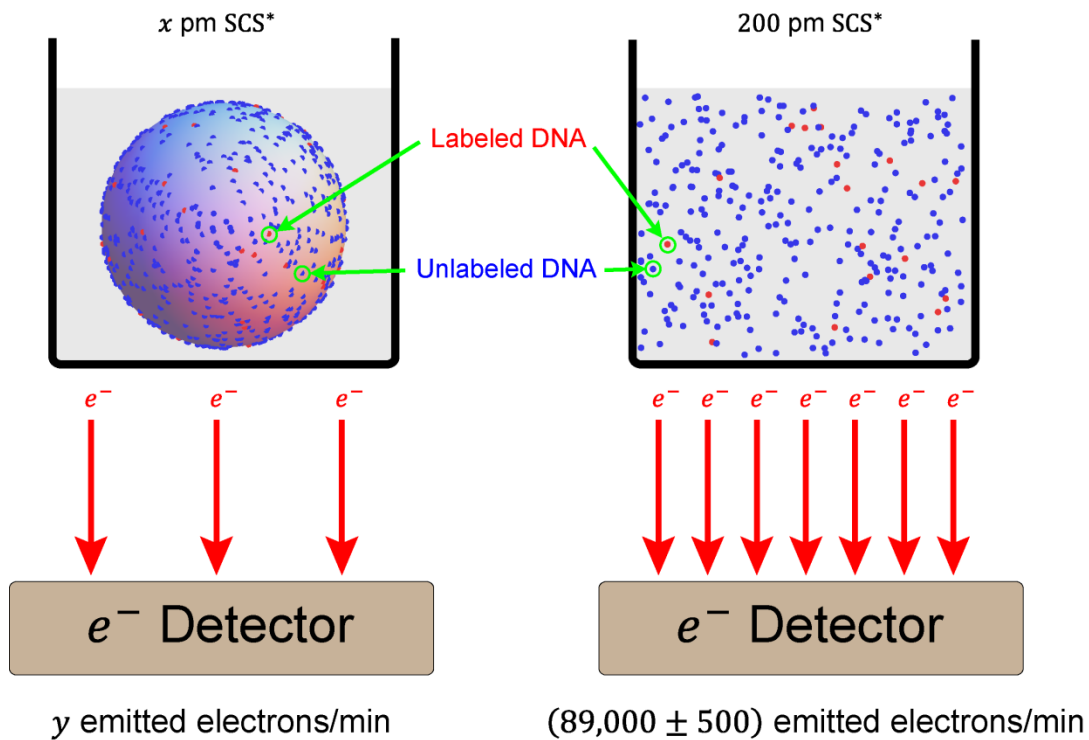 x pm SCS*
200 pm SCS*
Labeled DNA
Unlabeled DNA
e⁻ e⁻ e⁻
e⁻ e⁻ e⁻ e⁻ e⁻ e⁻ e⁻
e⁻ Detector
e⁻ Detector
y emitted electrons/min
(89,000 ± 500) emitted electrons/min